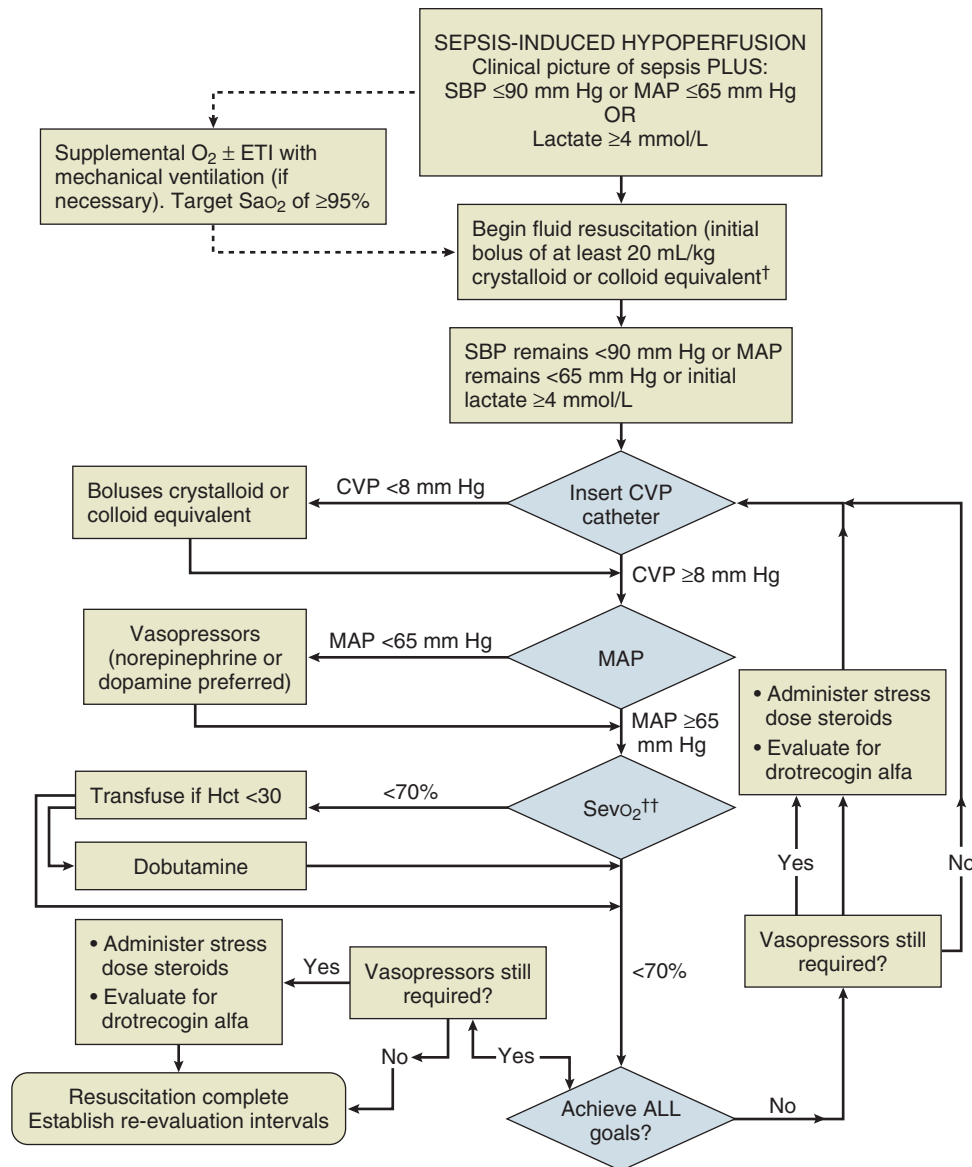 SEPSIS-INDUCED HYPOPERFUSION
Clinical picture of sepsis PLUS:
SBP ≤90 mm Hg or MAP ≤65 mm Hg
OR
Lactate ≥4 mmol/L
Supplemental O₂ ± ETI with
mechanical ventilation (if
necessary). Target SaO₂ of ≥95%
Begin fluid resuscitation (initial
bolus of at least 20 mL/kg
crystalloid or colloid equivalent†
SBP remains <90 mm Hg or MAP
remains <65 mm Hg or initial
lactate ≥4 mmol/L
Insert CVP
catheter
CVP <8 mm Hg
Boluses crystalloid or
colloid equivalent
CVP ≥8 mm Hg
MAP
MAP <65 mm Hg
Vasopressors
(norepinephrine or
dopamine preferred)
MAP ≥65
mm Hg
SevO₂††
<70%
Transfuse if Hct <30
Dobutamine
<70%
Achieve ALL
goals?
Yes
Vasopressors still
required?
Yes
• Administer stress
dose steroids
• Evaluate for
drotrecogin alfa
No
Resuscitation complete
Establish re-evaluation intervals
No
Vasopressors still
required?
Yes
No
• Administer stress
dose steroids
• Evaluate for
drotrecogin alfa